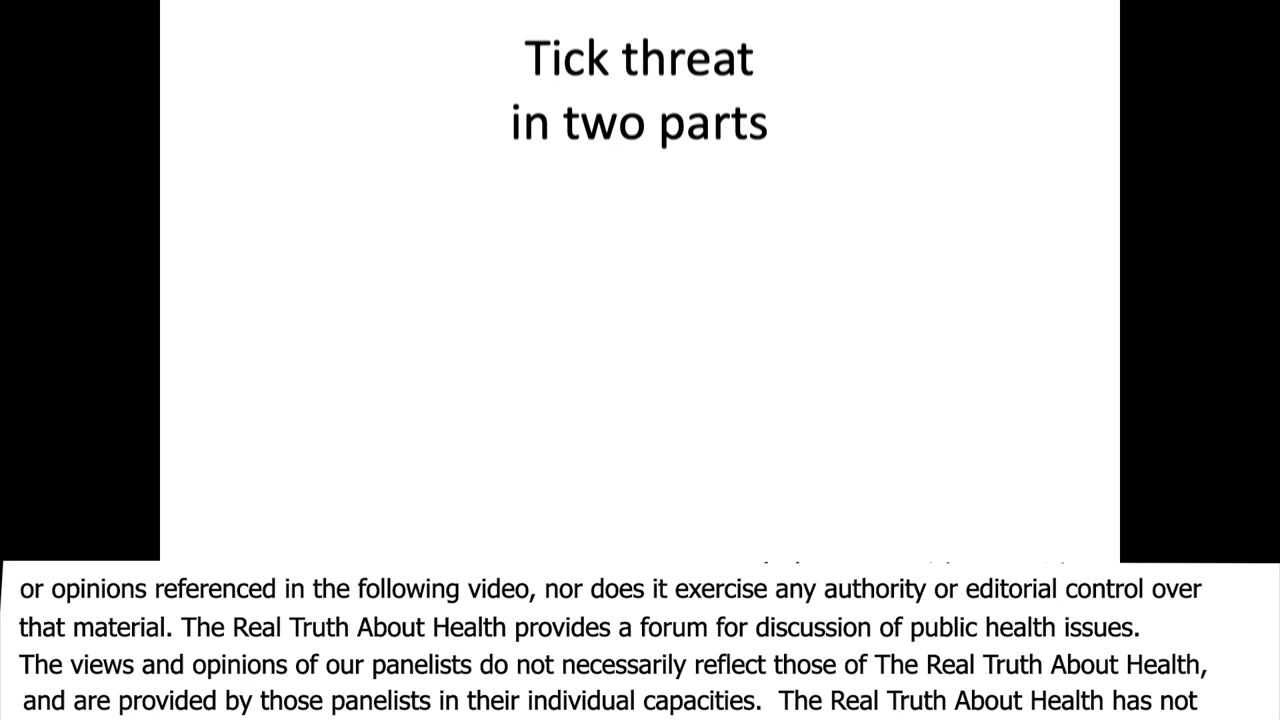 Tick threat
in two parts
or opinions referenced in the following video, nor does it exercise any authority or editorial control over
that material. The Real Truth About Health provides a forum for discussion of public health issues.
The views and opinions of our panelists do not necessarily reflect those of The Real Truth About Health,
and are provided by those panelists in their individual capacities. The Real Truth About Health has not